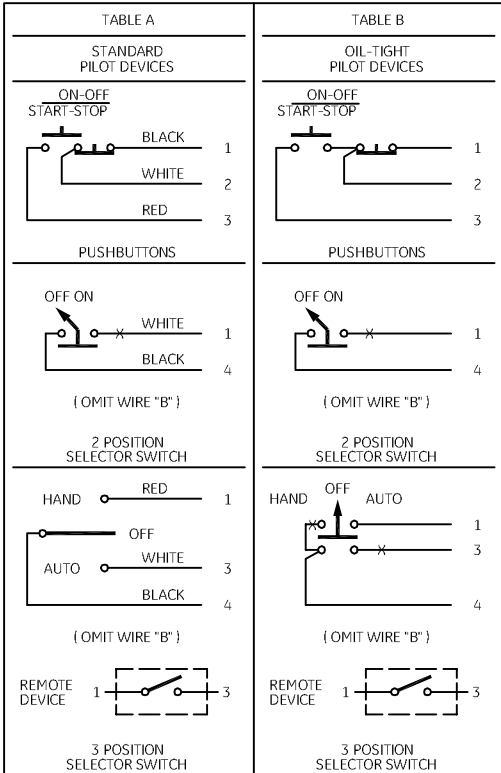 TABLE A
STANDARD
PILOT DEVICES
ON-OFF
START-STOP
BLACK 1
WHITE 2
RED 3
PUSHBUTTONS
OFF ON
WHITE 1
BLACK 4
( OMIT WIRE "B" )
2 POSITION
SELECTOR SWITCH
HAND RED 1
OFF
AUTO WHITE 3
BLACK 4
( OMIT WIRE "B" )
REMOTE
DEVICE 1 3
3 POSITION
SELECTOR SWITCH
TABLE B
OIL-TIGHT
PILOT DEVICES
ON-OFF
START-STOP
1
2
3
PUSHBUTTONS
OFF ON
1
4
( OMIT WIRE "B" )
2 POSITION
SELECTOR SWITCH
HAND OFF AUTO
1
3
4
( OMIT WIRE "B" )
REMOTE
DEVICE 1 3
3 POSITION
SELECTOR SWITCH